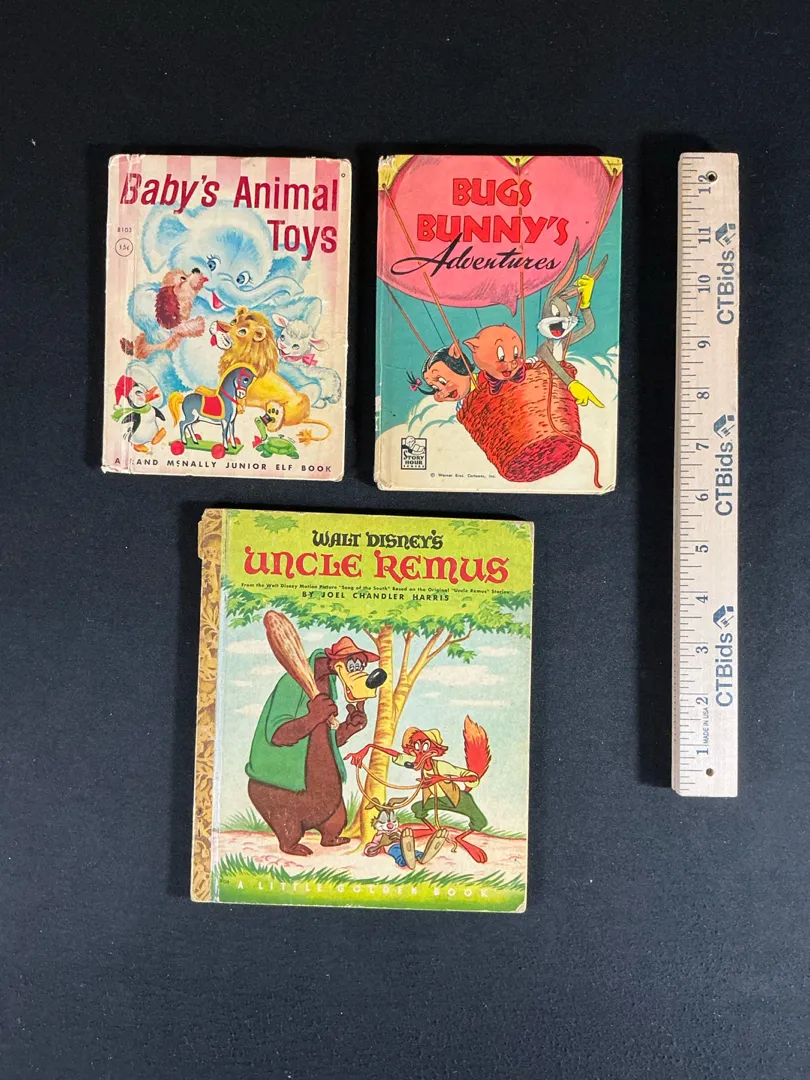 Baby's Animal
Toys
8103
15¢
A RAND McNALLY JUNIOR ELF BOOK
BUGS
BUNNY'S
Adventures
STORY
HOUR
SERIES
© Warner Bros. Cartoons, Inc.
WALT DISNEY'S
UNCLE REMUS
From the Walt Disney Motion Picture "Song of the South" Based on the Original "Uncle Remus" Stories
BY JOEL CHANDLER HARRIS
A LITTLE GOLDEN BOOK
1 2 3 4 5 6 7 8 9 10 11 12
MADE IN USA
CTBids
CTBids
CTBids